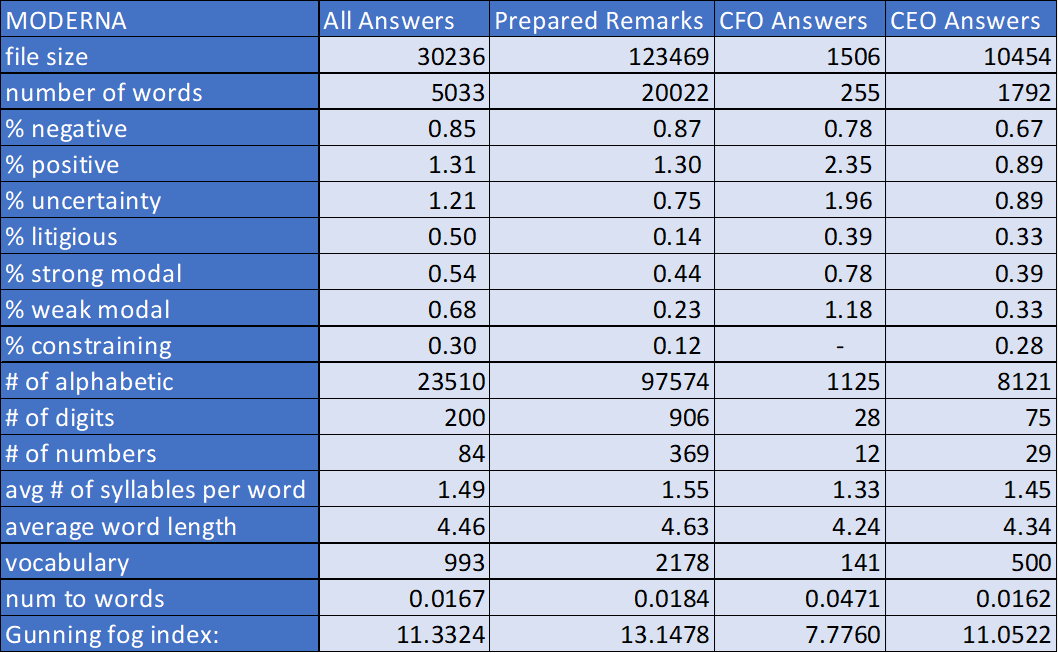 MODERNA All Answers Prepared Remarks CFO Answers CEO Answers
file size 30236 123469 1506 10454
number of words 5033 20022 255 1792
% negative 0.85 0.87 0.78 0.67
% positive 1.31 1.30 2.35 0.89
% uncertainty 1.21 0.75 1.96 0.89
% litigious 0.50 0.14 0.39 0.33
% strong modal 0.54 0.44 0.78 0.39
% weak modal 0.68 0.23 1.18 0.33
% constraining 0.30 0.12 - 0.28
# of alphabetic 23510 97574 1125 8121
# of digits 200 906 28 75
# of numbers 84 369 12 29
avg # of syllables per word 1.49 1.55 1.33 1.45
average word length 4.46 4.63 4.24 4.34
vocabulary 993 2178 141 500
num to words 0.0167 0.0184 0.0471 0.0162
Gunning fog index: 11.3324 13.1478 7.7760 11.0522